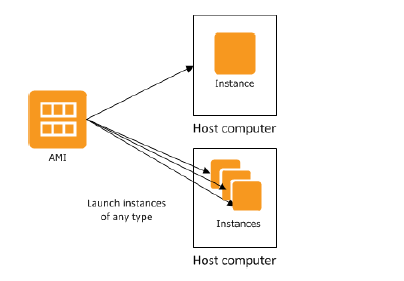 Instance
Host computer
AMI
Launch instances
of any type
Instances
Host computer